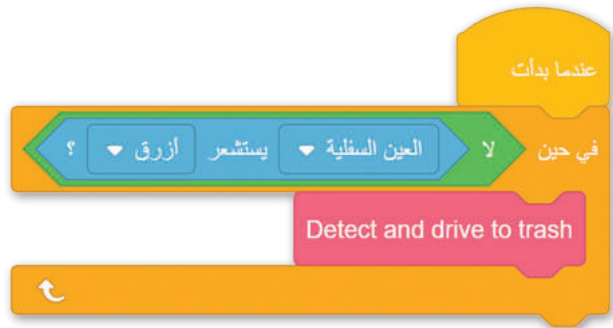 عندما بدأت
في حين لا العين السفلية يستشعر أزرق ؟
Detect and drive to trash